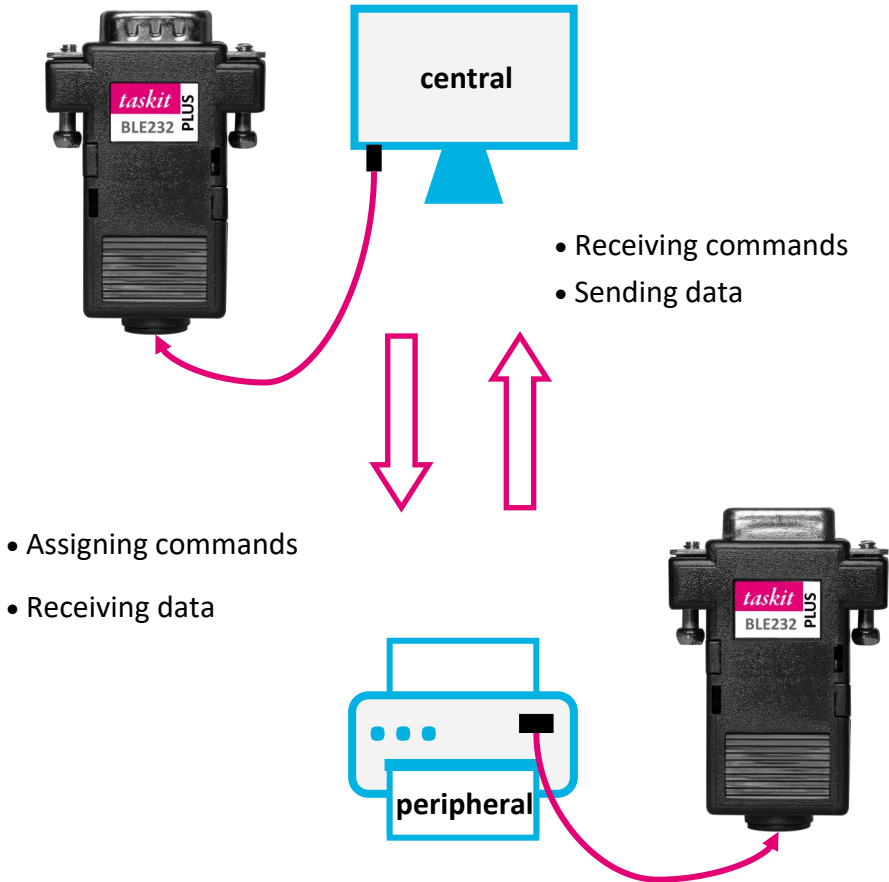 central
taskit
BLE232
PLUS
• Receiving commands
• Sending data
• Assigning commands
• Receiving data
taskit
BLE232
PLUS
peripheral